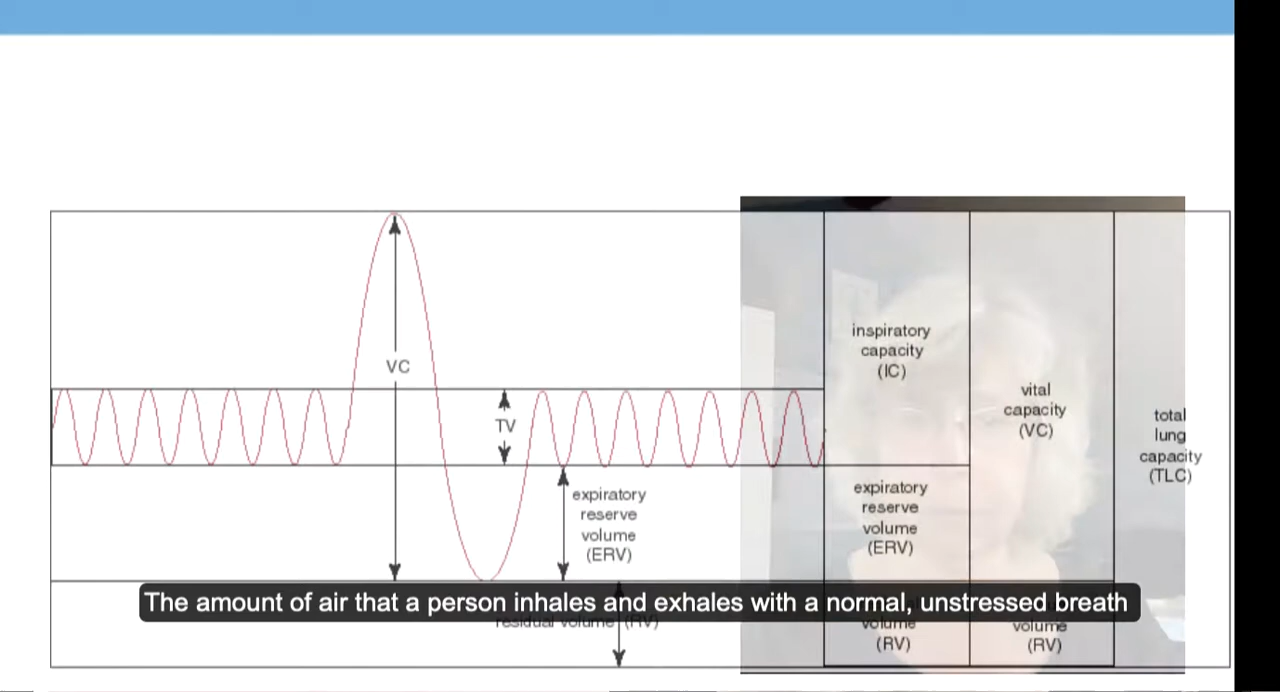 VC
TV
expiratory
reserve
volume
(ERV)
inspiratory
capacity
(IC)
expiratory
reserve
volume
(ERV)
vital
capacity
(VC)
total
lung
capacity
(TLC)
The amount of air that a person inhales and exhales with a normal, unstressed breath
residual volume (RV)
volume
(RV)
volume
(RV)